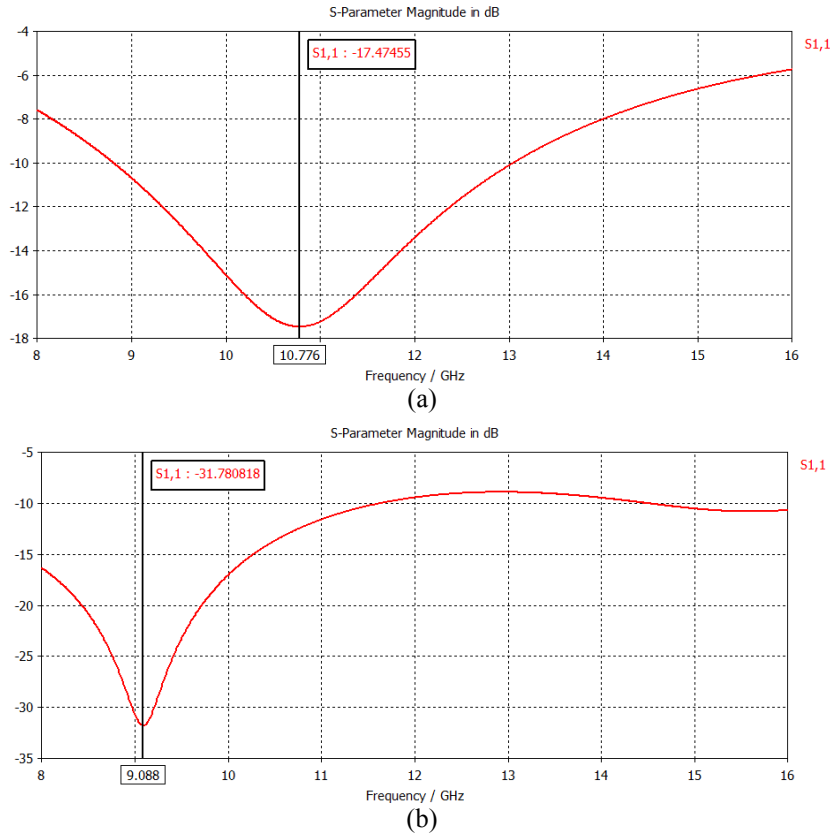 S-Parameter Magnitude in dB
S1,1 : -17.47455
S1,1
-4
-6
-8
-10
-12
-14
-16
-18
8 9 10 10.776 12 13 14 15 16
Frequency / GHz
(a)
S-Parameter Magnitude in dB
S1,1 : -31.780818
S1,1
-5
-10
-15
-20
-25
-30
-35
8 9.088 10 11 12 13 14 15 16
Frequency / GHz
(b)